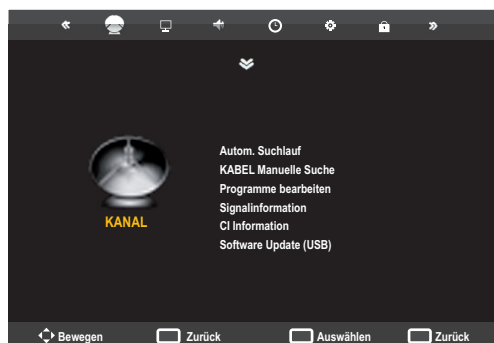 Autom. Suchlauf
KABEL Manuelle Suche
Programme bearbeiten
Signalinformation
CI Information
Software Update (USB)
KANAL
Bewegen Zurück Auswählen Zurück